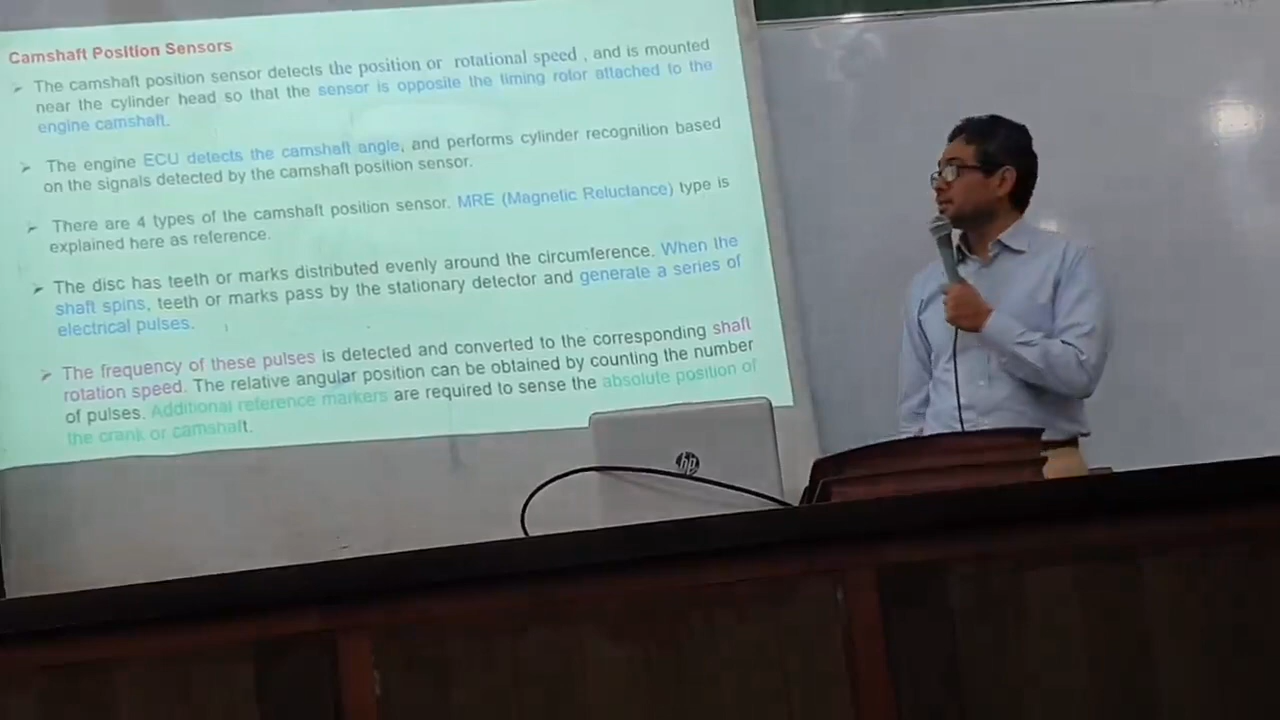 Camshaft Position Sensors
➢ The camshaft position sensor detects the position or rotational speed , and is mounted
near the cylinder head so that the sensor is opposite the timing rotor attached to the
engine camshaft.
➢ The engine ECU detects the camshaft angle, and performs cylinder recognition based
on the signals detected by the camshaft position sensor.
➢ There are 4 types of the camshaft position sensor. MRE (Magnetic Reluctance) type is
explained here as reference.
➢ The disc has teeth or marks distributed evenly around the circumference. When the
shaft spins, teeth or marks pass by the stationary detector and generate a series of
electrical pulses.
➢ The frequency of these pulses is detected and converted to the corresponding shaft
rotation speed. The relative angular position can be obtained by counting the number
of pulses. Additional reference markers are required to sense the absolute position of
the crank or camshaft.
hp